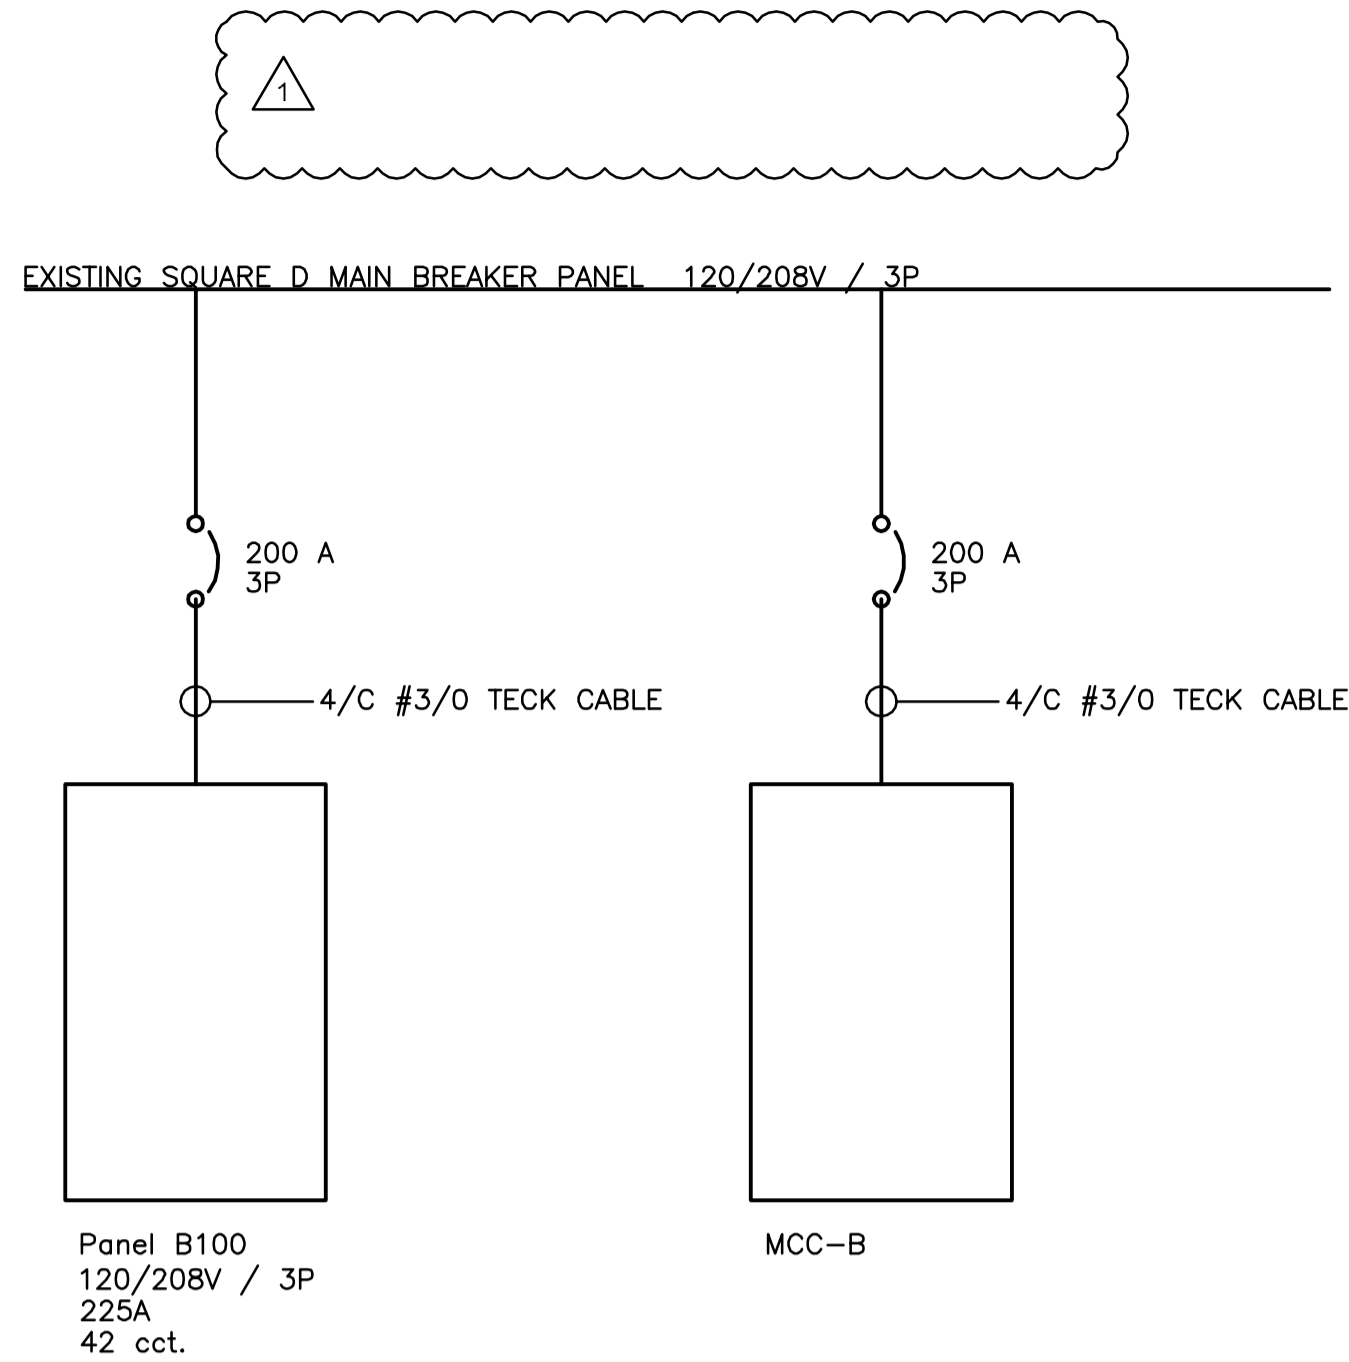 1
EXISTING SQUARE D MAIN BREAKER PANEL 120/208V / 3P
200 A
3P
200 A
3P
4/C #3/0 TECK CABLE
4/C #3/0 TECK CABLE
Panel B100
120/208V / 3P
225A
42 cct.
MCC-B